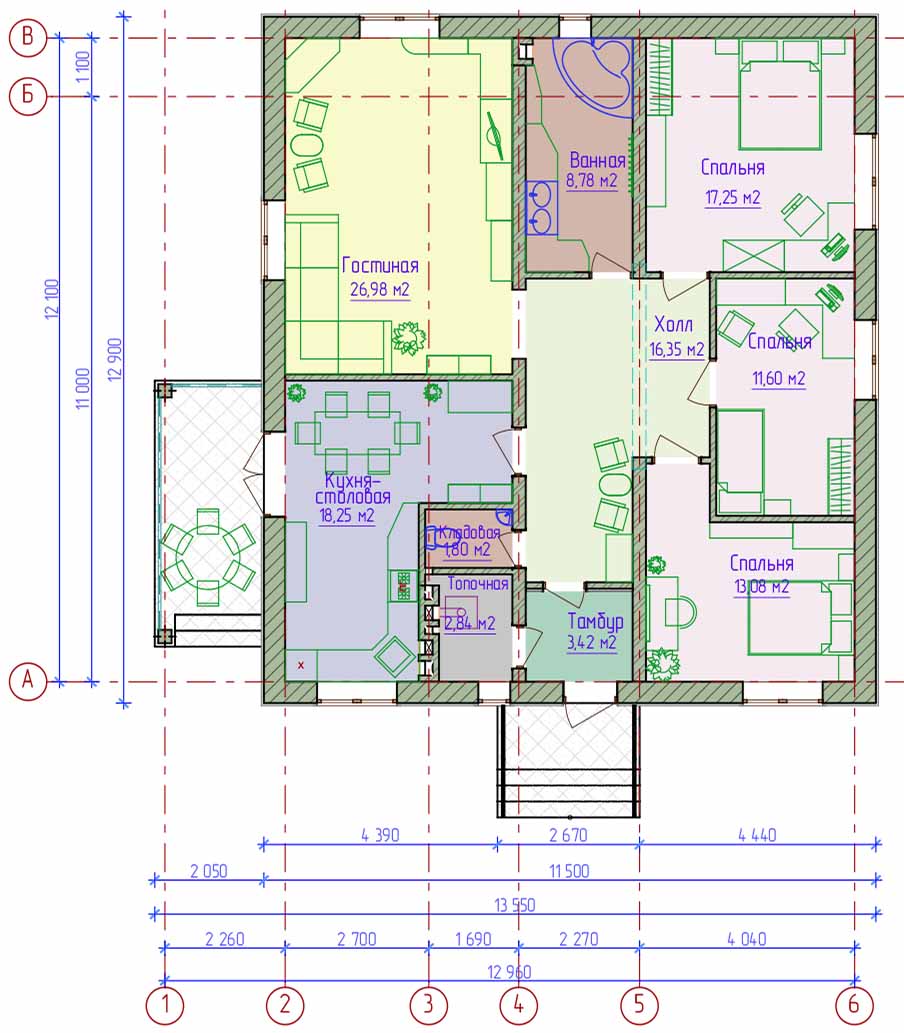 В
Б
А
1 100
12 100
11 000
12 900
Ванная
8,78 м2
Спальня
17,25 м2
Гостиная
26,98 м2
Холл
16,35 м2
Спальня
11,60 м2
Кухня-
столовая
18,25 м2
Кладовая
1,80 м2
Топочная
2,84 м2
Тамбур
3,42 м2
Спальня
13,08 м2
x
4 390 2 670 4 440
2 050 11 500
13 550
2 260 2 700 1 690 2 270 4 040
12 960
1 2 3 4 5 6